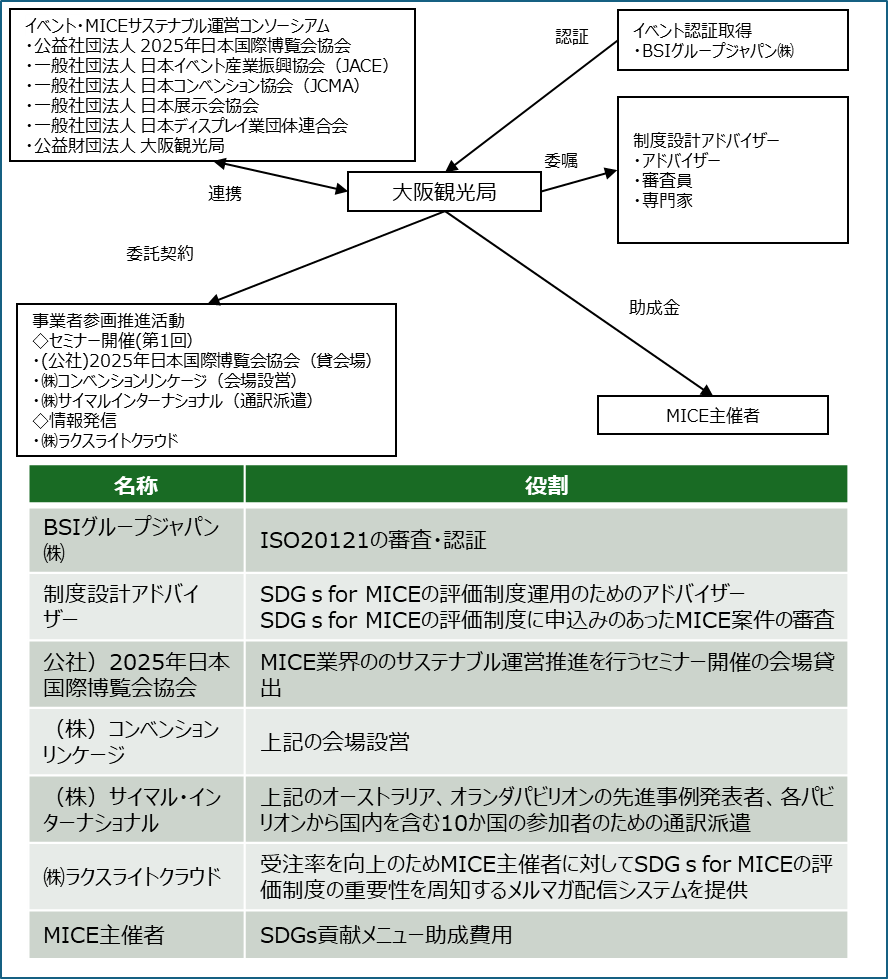 イベント・MICEサステナブル運営コンソーシアム
・公益社団法人 2025年日本国際博覧会協会
・一般社団法人 日本イベント産業振興協会（JACE）
・一般社団法人 日本コンベンション協会（JCMA）
・一般社団法人 日本展示会協会
・一般社団法人 日本ディスプレイ業団体連合会
・公益財団法人 大阪観光局
認証
イベント認証取得
・BSIグループジャパン㈱
制度設計アドバイザー
・アドバイザー
・審査員
・専門家
委嘱
大阪観光局
連携
委託契約
助成金
事業者参画推進活動
◇セミナー開催(第1回)
・(公社)2025年日本国際博覧会協会（貸会場）
・㈱コンベンションリンケージ（会場設営）
・㈱サイマルインターナショナル（通訳派遣）
◇情報発信
・㈱ラクスライトクラウド
MICE主催者
名称
役割
BSIグループジャパン
㈱
ISO20121の審査・認証
制度設計アドバイ
ザー
SDGｓfor MICEの評価制度運用のためのアドバイザー
SDGｓfor MICEの評価制度に申込みのあったMICE案件の審査
公社）2025年日本
国際博覧会協会
MICE業界ののサステナブル運営推進を行うセミナー開催の会場貸
出
（株）コンベンション
リンケージ
上記の会場設営
（株）サイマル・イン
ターナショナル
上記のオーストラリア、オランダパビリオンの先進事例発表者、各パビ
リオンから国内を含む10か国の参加者のための通訳派遣
㈱ラクスライトクラウド
受注率を向上のためMICE主催者に対してSDGｓfor MICEの評
価制度の重要性を周知するメルマガ配信システムを提供
MICE主催者
SDGs貢献メニュー助成費用